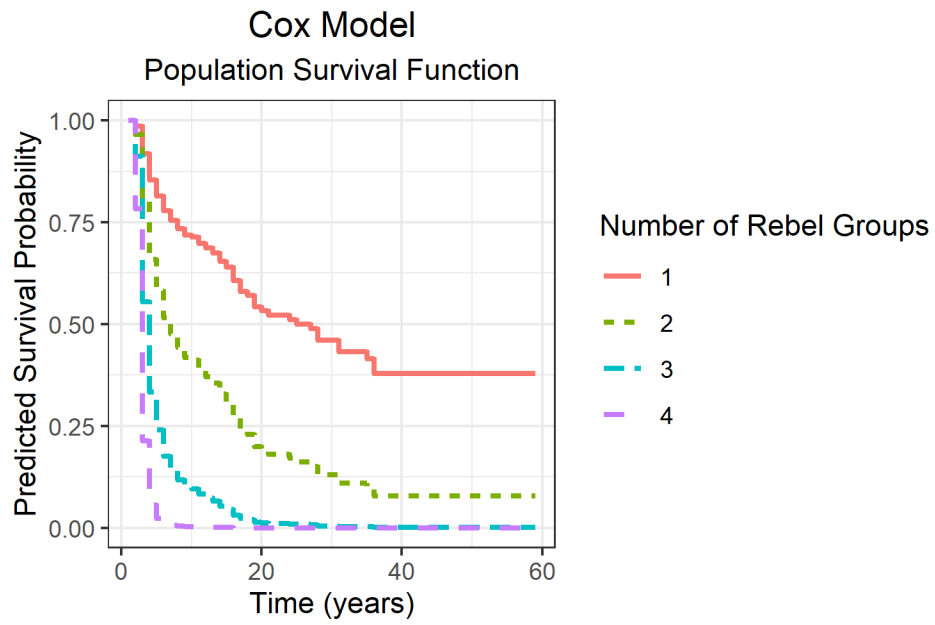 Cox Model
Population Survival Function
Predicted Survival Probability
1.00
0.75
0.50
0.25
0.00
0 20 40 60
Time (years)
Number of Rebel Groups
1
2
3
4